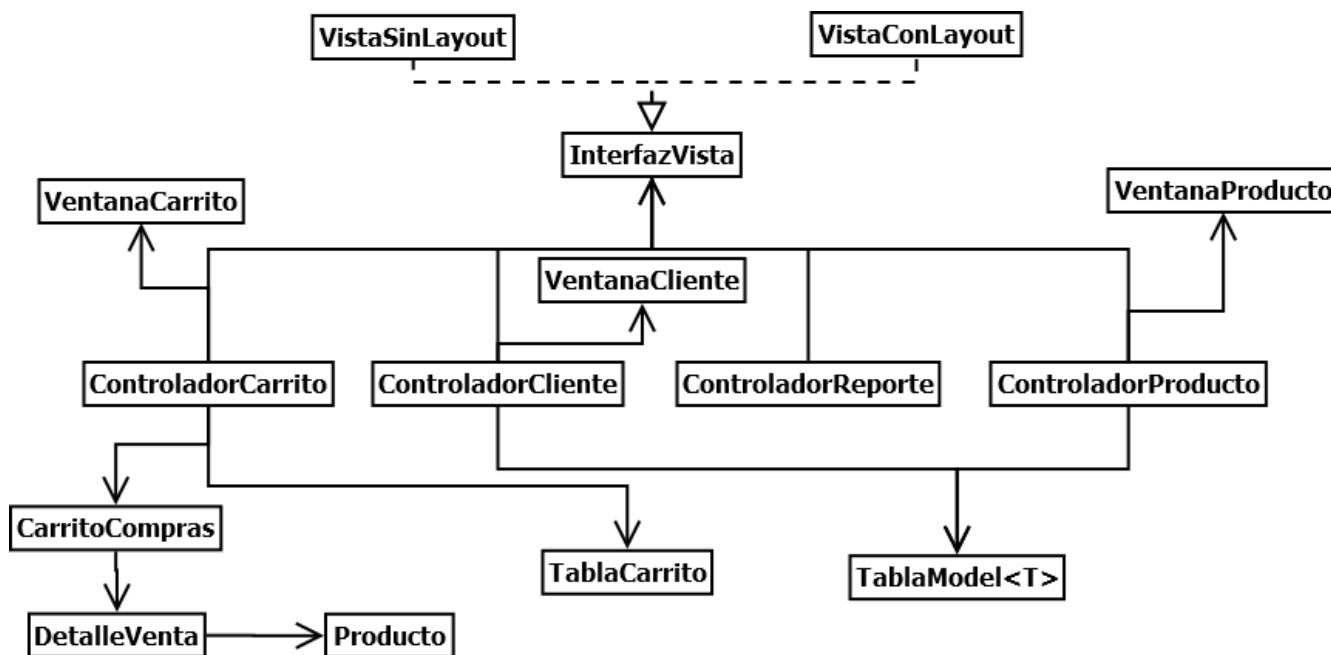 VistaSinLayout
VistaConLayout
InterfazVista
VentanaCarrito
VentanaProducto
VentanaCliente
ControladorCarrito
ControladorCliente
ControladorReporte
ControladorProducto
CarritoCompras
TablaCarrito
TablaModel<T>
DetalleVenta
Producto